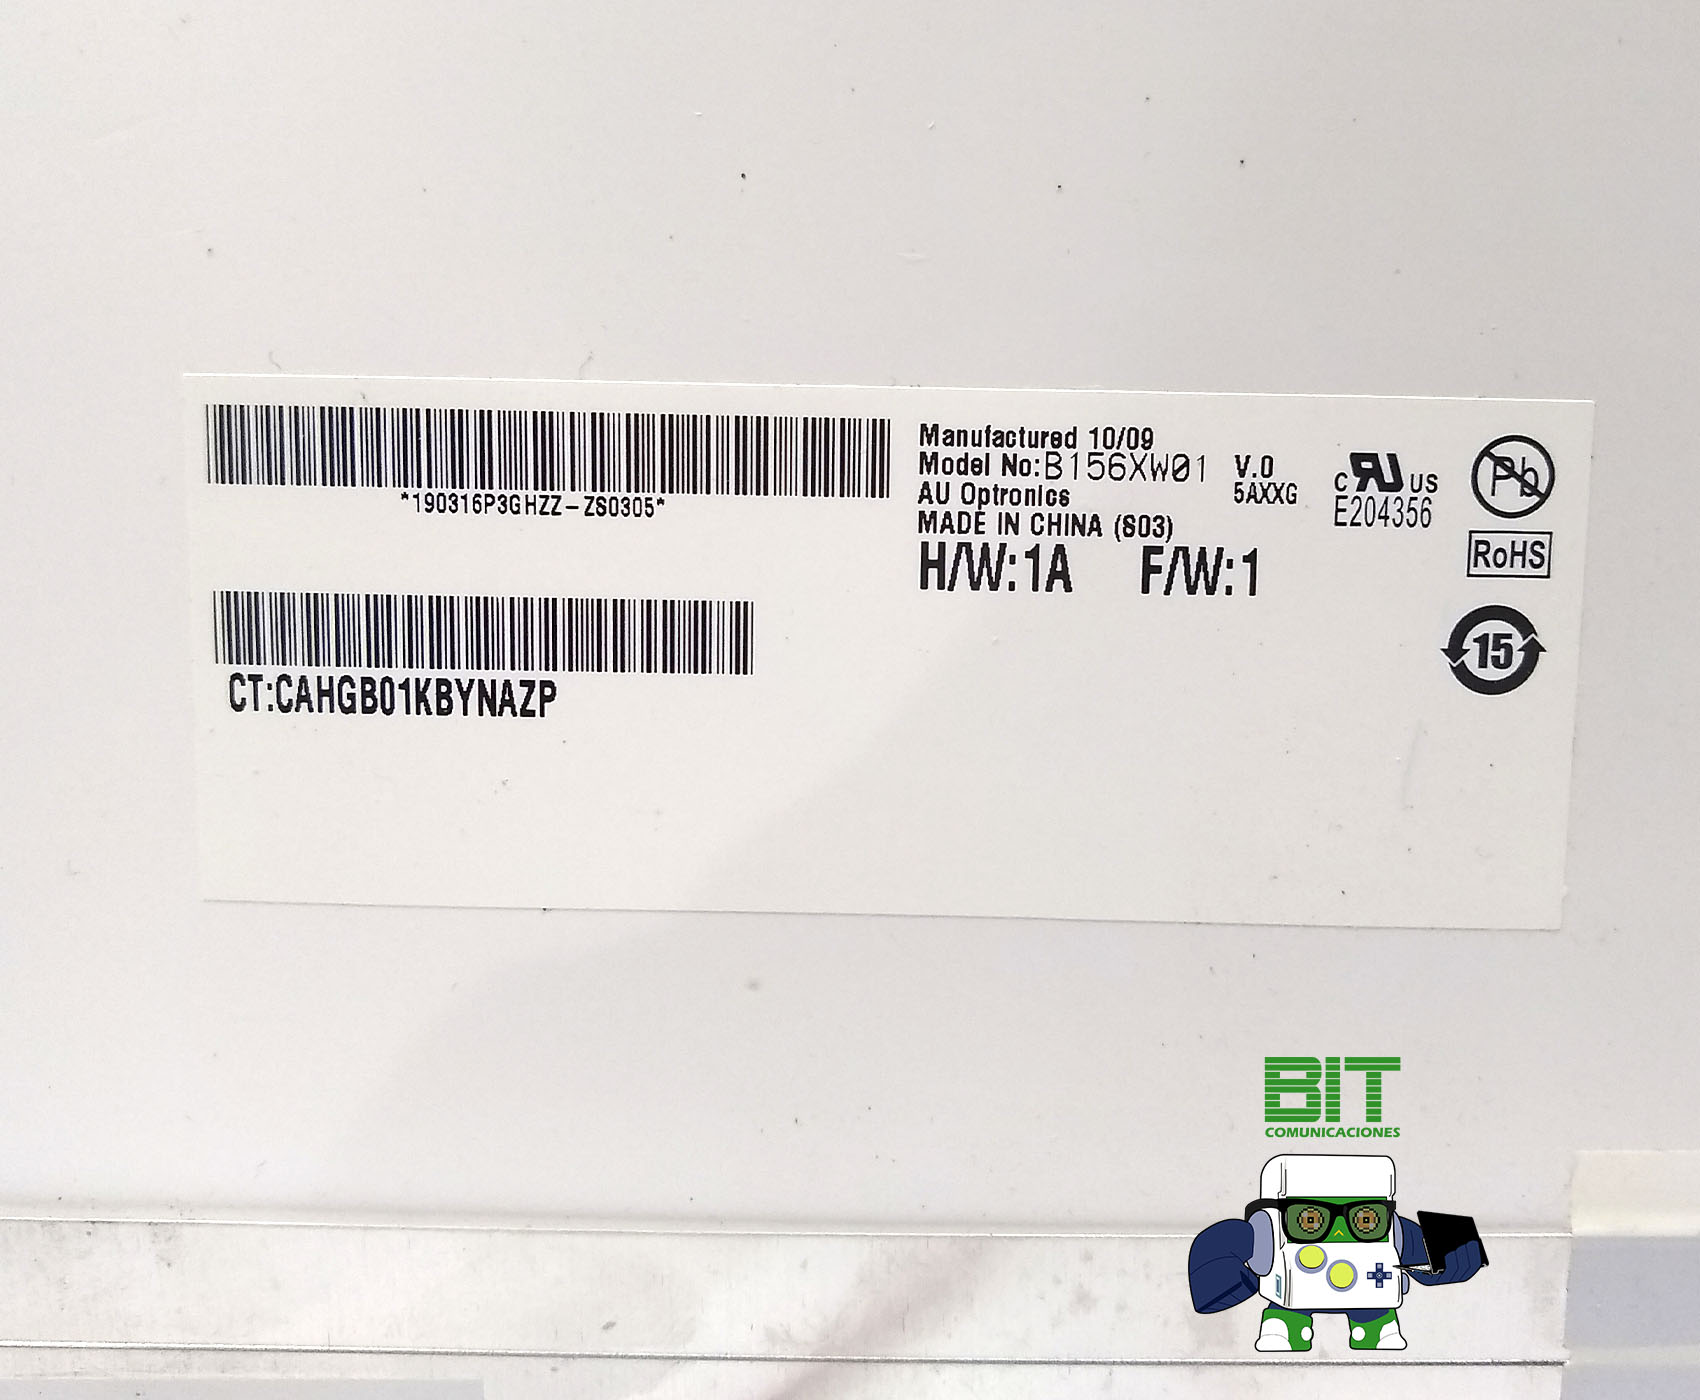 *190316P3GHZZ-ZS0305*
CT:CAHGB01KBYNAZP
Manufactured 10/09
Model No:B156XW01 V.0
AU Optronics 5AXXG
MADE IN CHINA (S03)
H/W:1A F/W:1
C RU US
E204356
Pb
RoHS
15
BIT
COMUNICACIONES